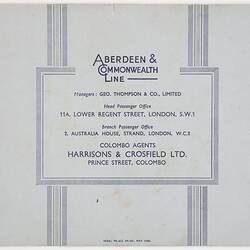 ABERDEEN &
COMMONWEALTH
LINE
Managers: GEO. THOMPSON & CO., LIMITED
Head Passenger Office
11A, LOWER REGENT STREET, LONDON, S.W.1
Branch Passenger Office
2, AUSTRALIA HOUSE, STRAND, LONDON, W.C.2
COLOMBO AGENTS
HARRISONS & CROSFIELD LTD.
PRINCE STREET, COLOMBO